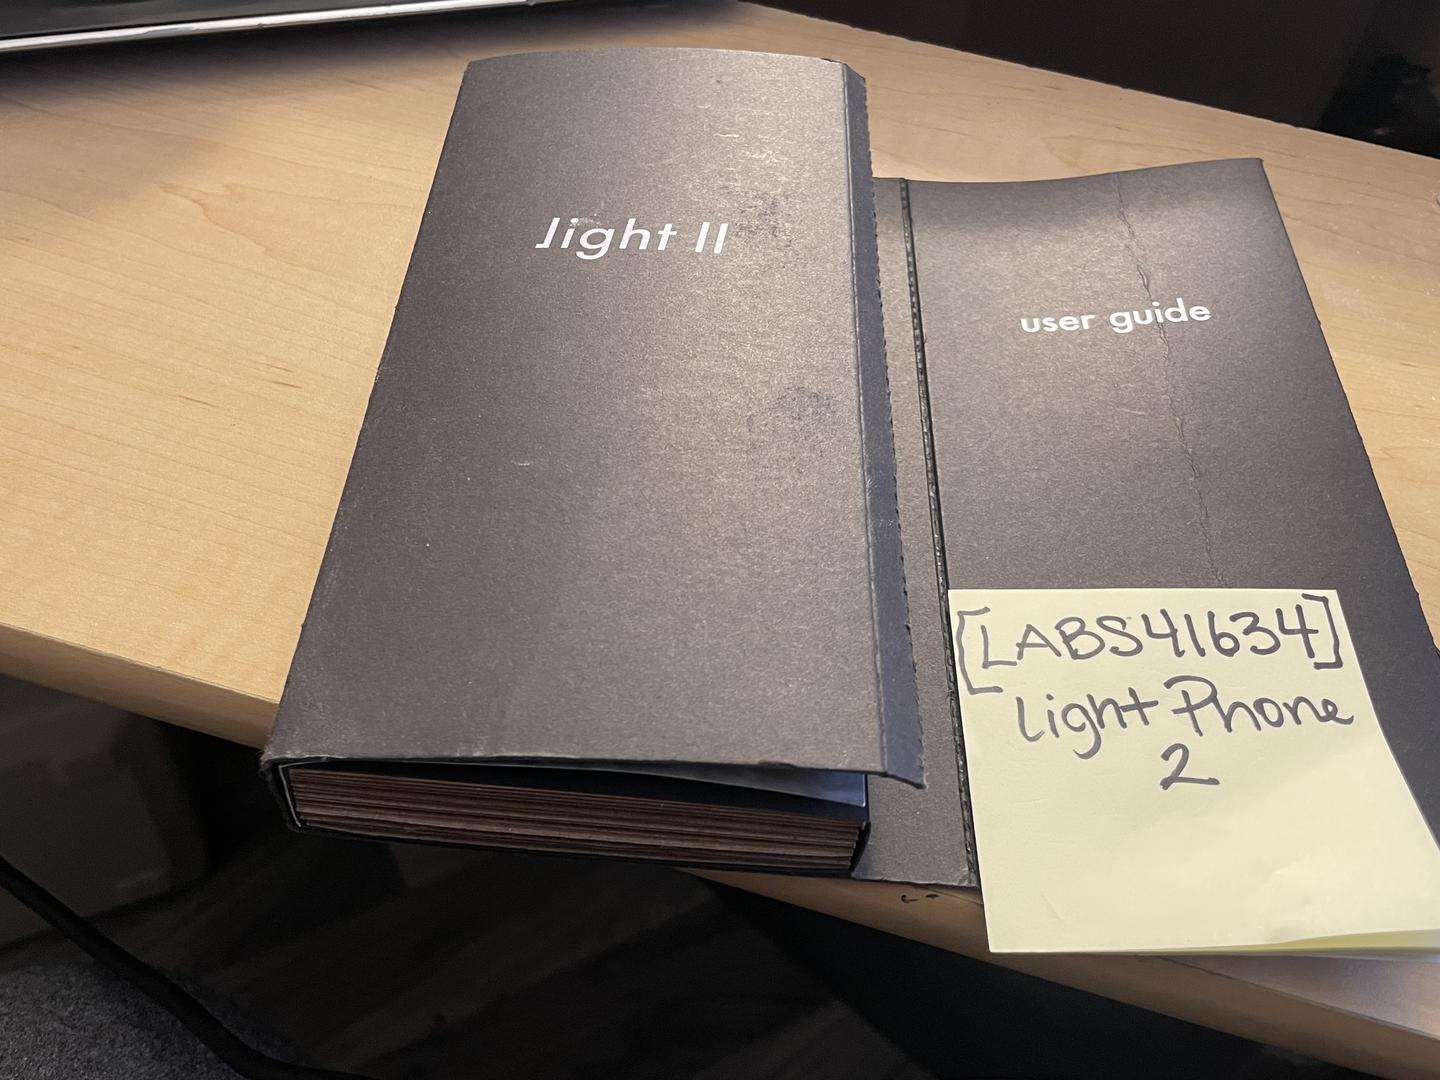 light II
user guide
[LABS41634]
Light Phone
2